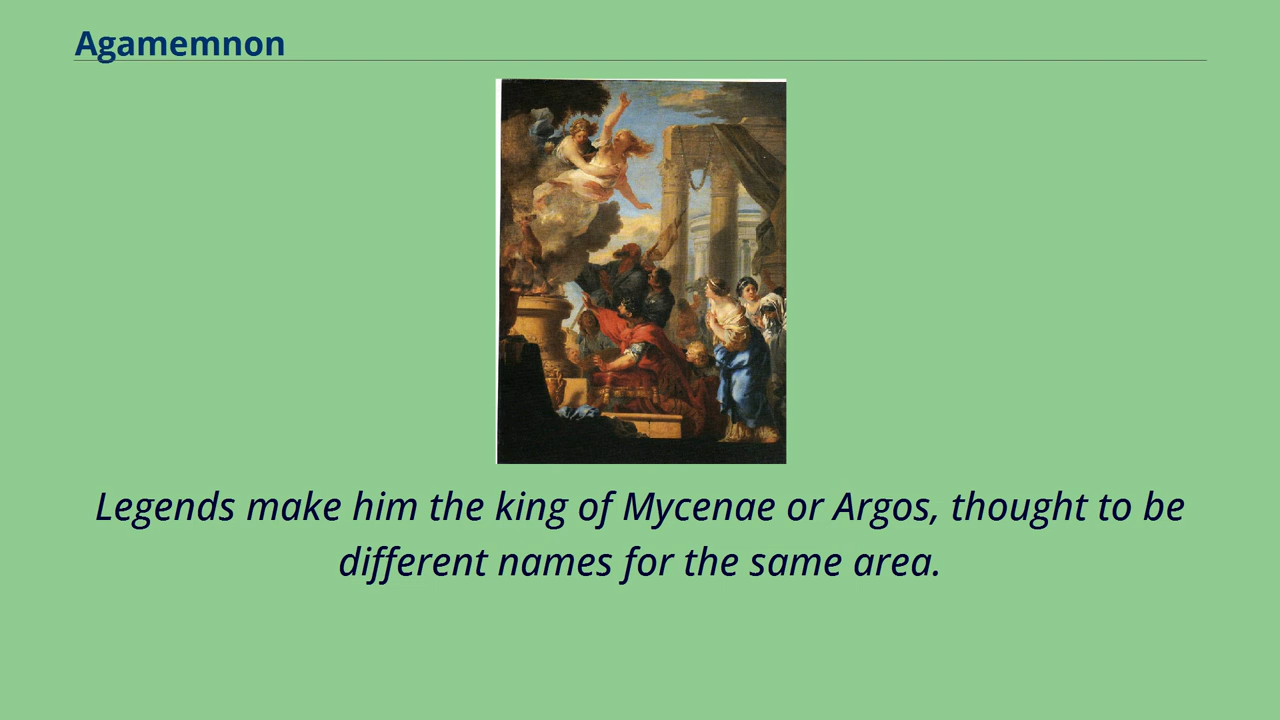 Agamemnon
Legends make him the king of Mycenae or Argos, thought to be
different names for the same area.